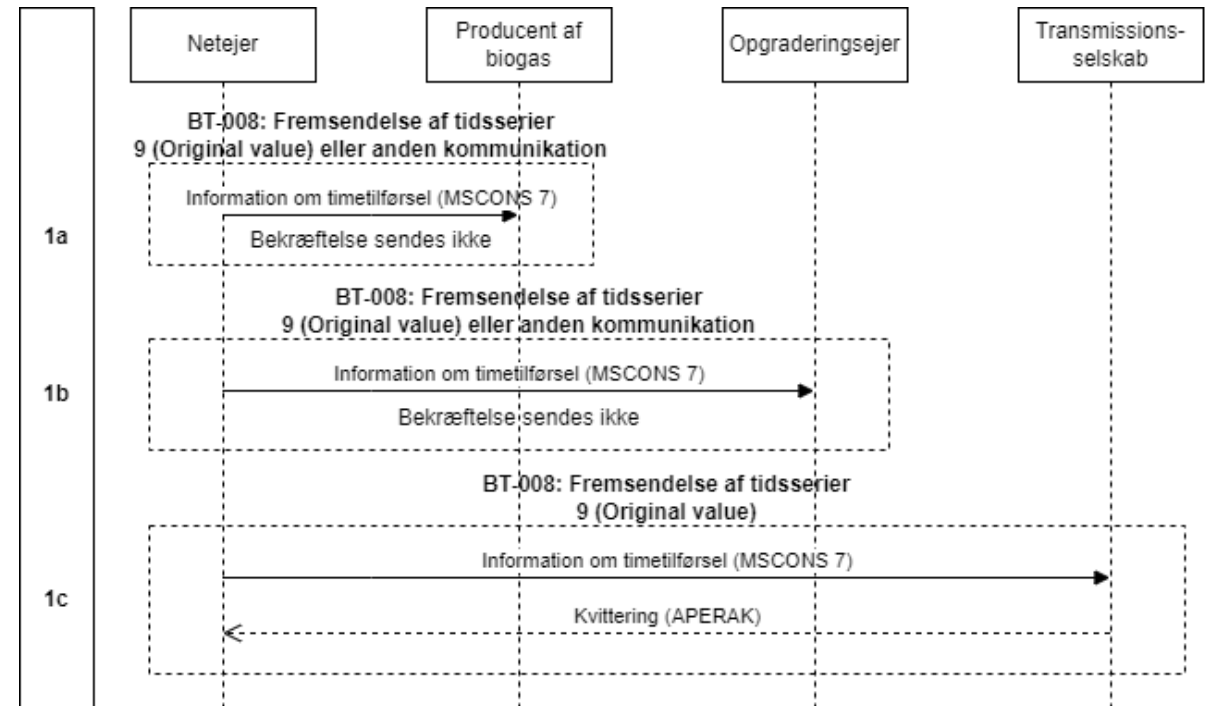 Netejer
Producent af
biogas
Opgraderingsejer
Transmissions-
selskab
BT-008: Fremsendelse af tidsserier
9 (Original value) eller anden kommunikation
Information om timetilførsel (MSCONS 7)
1a
Bekræftelse sendes ikke
BT-008: Fremsendelse af tidsserier
9 (Original value) eller anden kommunikation
Information om timetilførsel (MSCONS 7)
1b
Bekræftelse sendes ikke
BT-008: Fremsendelse af tidsserier
9 (Original value)
Information om timetilførsel (MSCONS 7)
1c
Kvittering (APERAK)